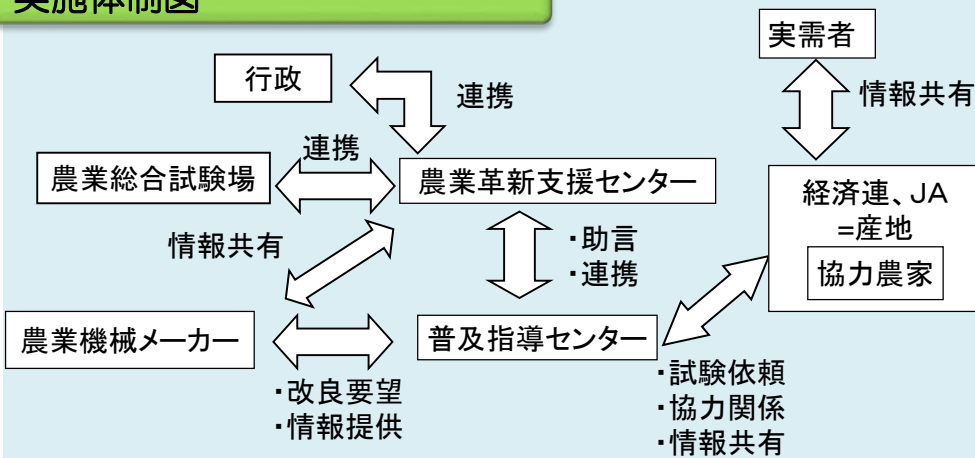 実施体制図
実需者
行政
連携
情報共有
連携
農業総合試験場
農業革新支援センター
経済連、JA
=産地
協力農家
情報共有
・助言
・連携
農業機械メーカー
普及指導センター
・改良要望
・情報提供
・試験依頼
・協力関係
・情報共有